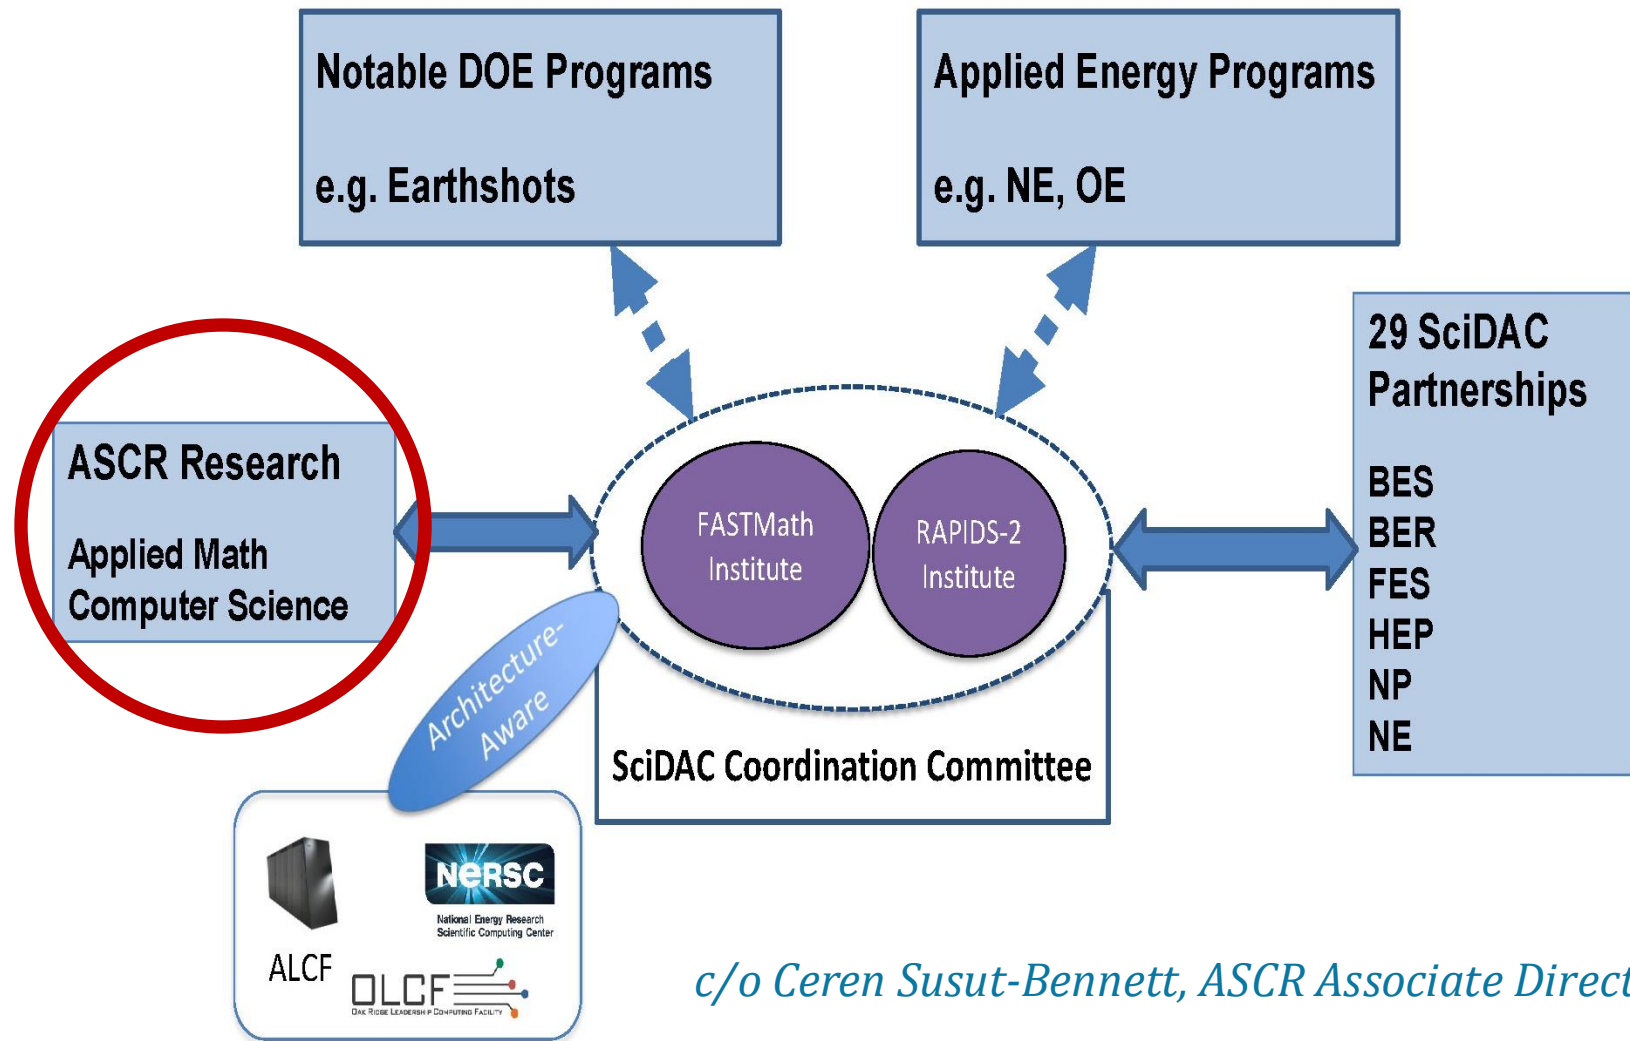 Notable DOE Programs
e.g. Earthshots
Applied Energy Programs
e.g. NE, OE
29 SciDAC
Partnerships
BES
BER
FES
HEP
NP
NE
ASCR Research
Applied Math
Computer Science
FASTMath
Institute
RAPIDS-2
Institute
Architecture-
Aware
SciDAC Coordination Committee
ALCF
NERSC
National Energy Research
Scientific Computing Center
OLCF
OAK RIDGE LEADERSHIP COMPUTING FACILITY
c/o Ceren Susut-Bennett, ASCR Associate Direct